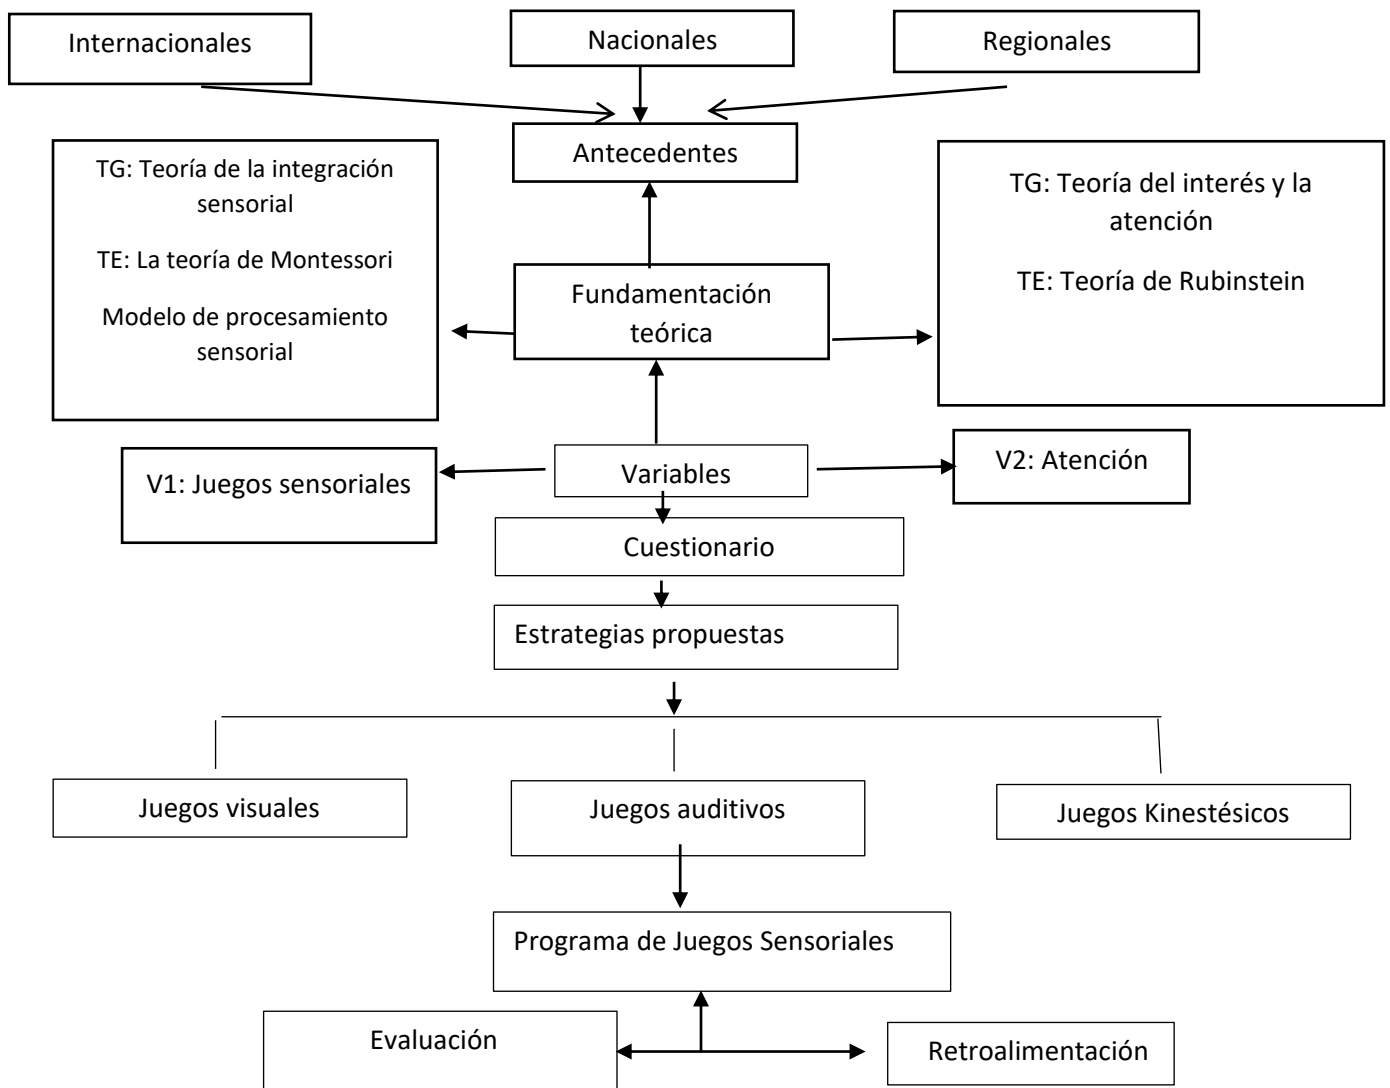 Internacionales
Nacionales
Regionales
Antecedentes
TG: Teoría de la integración
sensorial
TE: La teoría de Montessori
Modelo de procesamiento
sensorial
TG: Teoría del interés y la
atención
TE: Teoría de Rubinstein
Fundamentación
teórica
V1: Juegos sensoriales
Variables
V2: Atención
Cuestionario
Estrategias propuestas
Juegos visuales
Juegos auditivos
Juegos Kinestésicos
Programa de Juegos Sensoriales
Evaluación
Retroalimentación